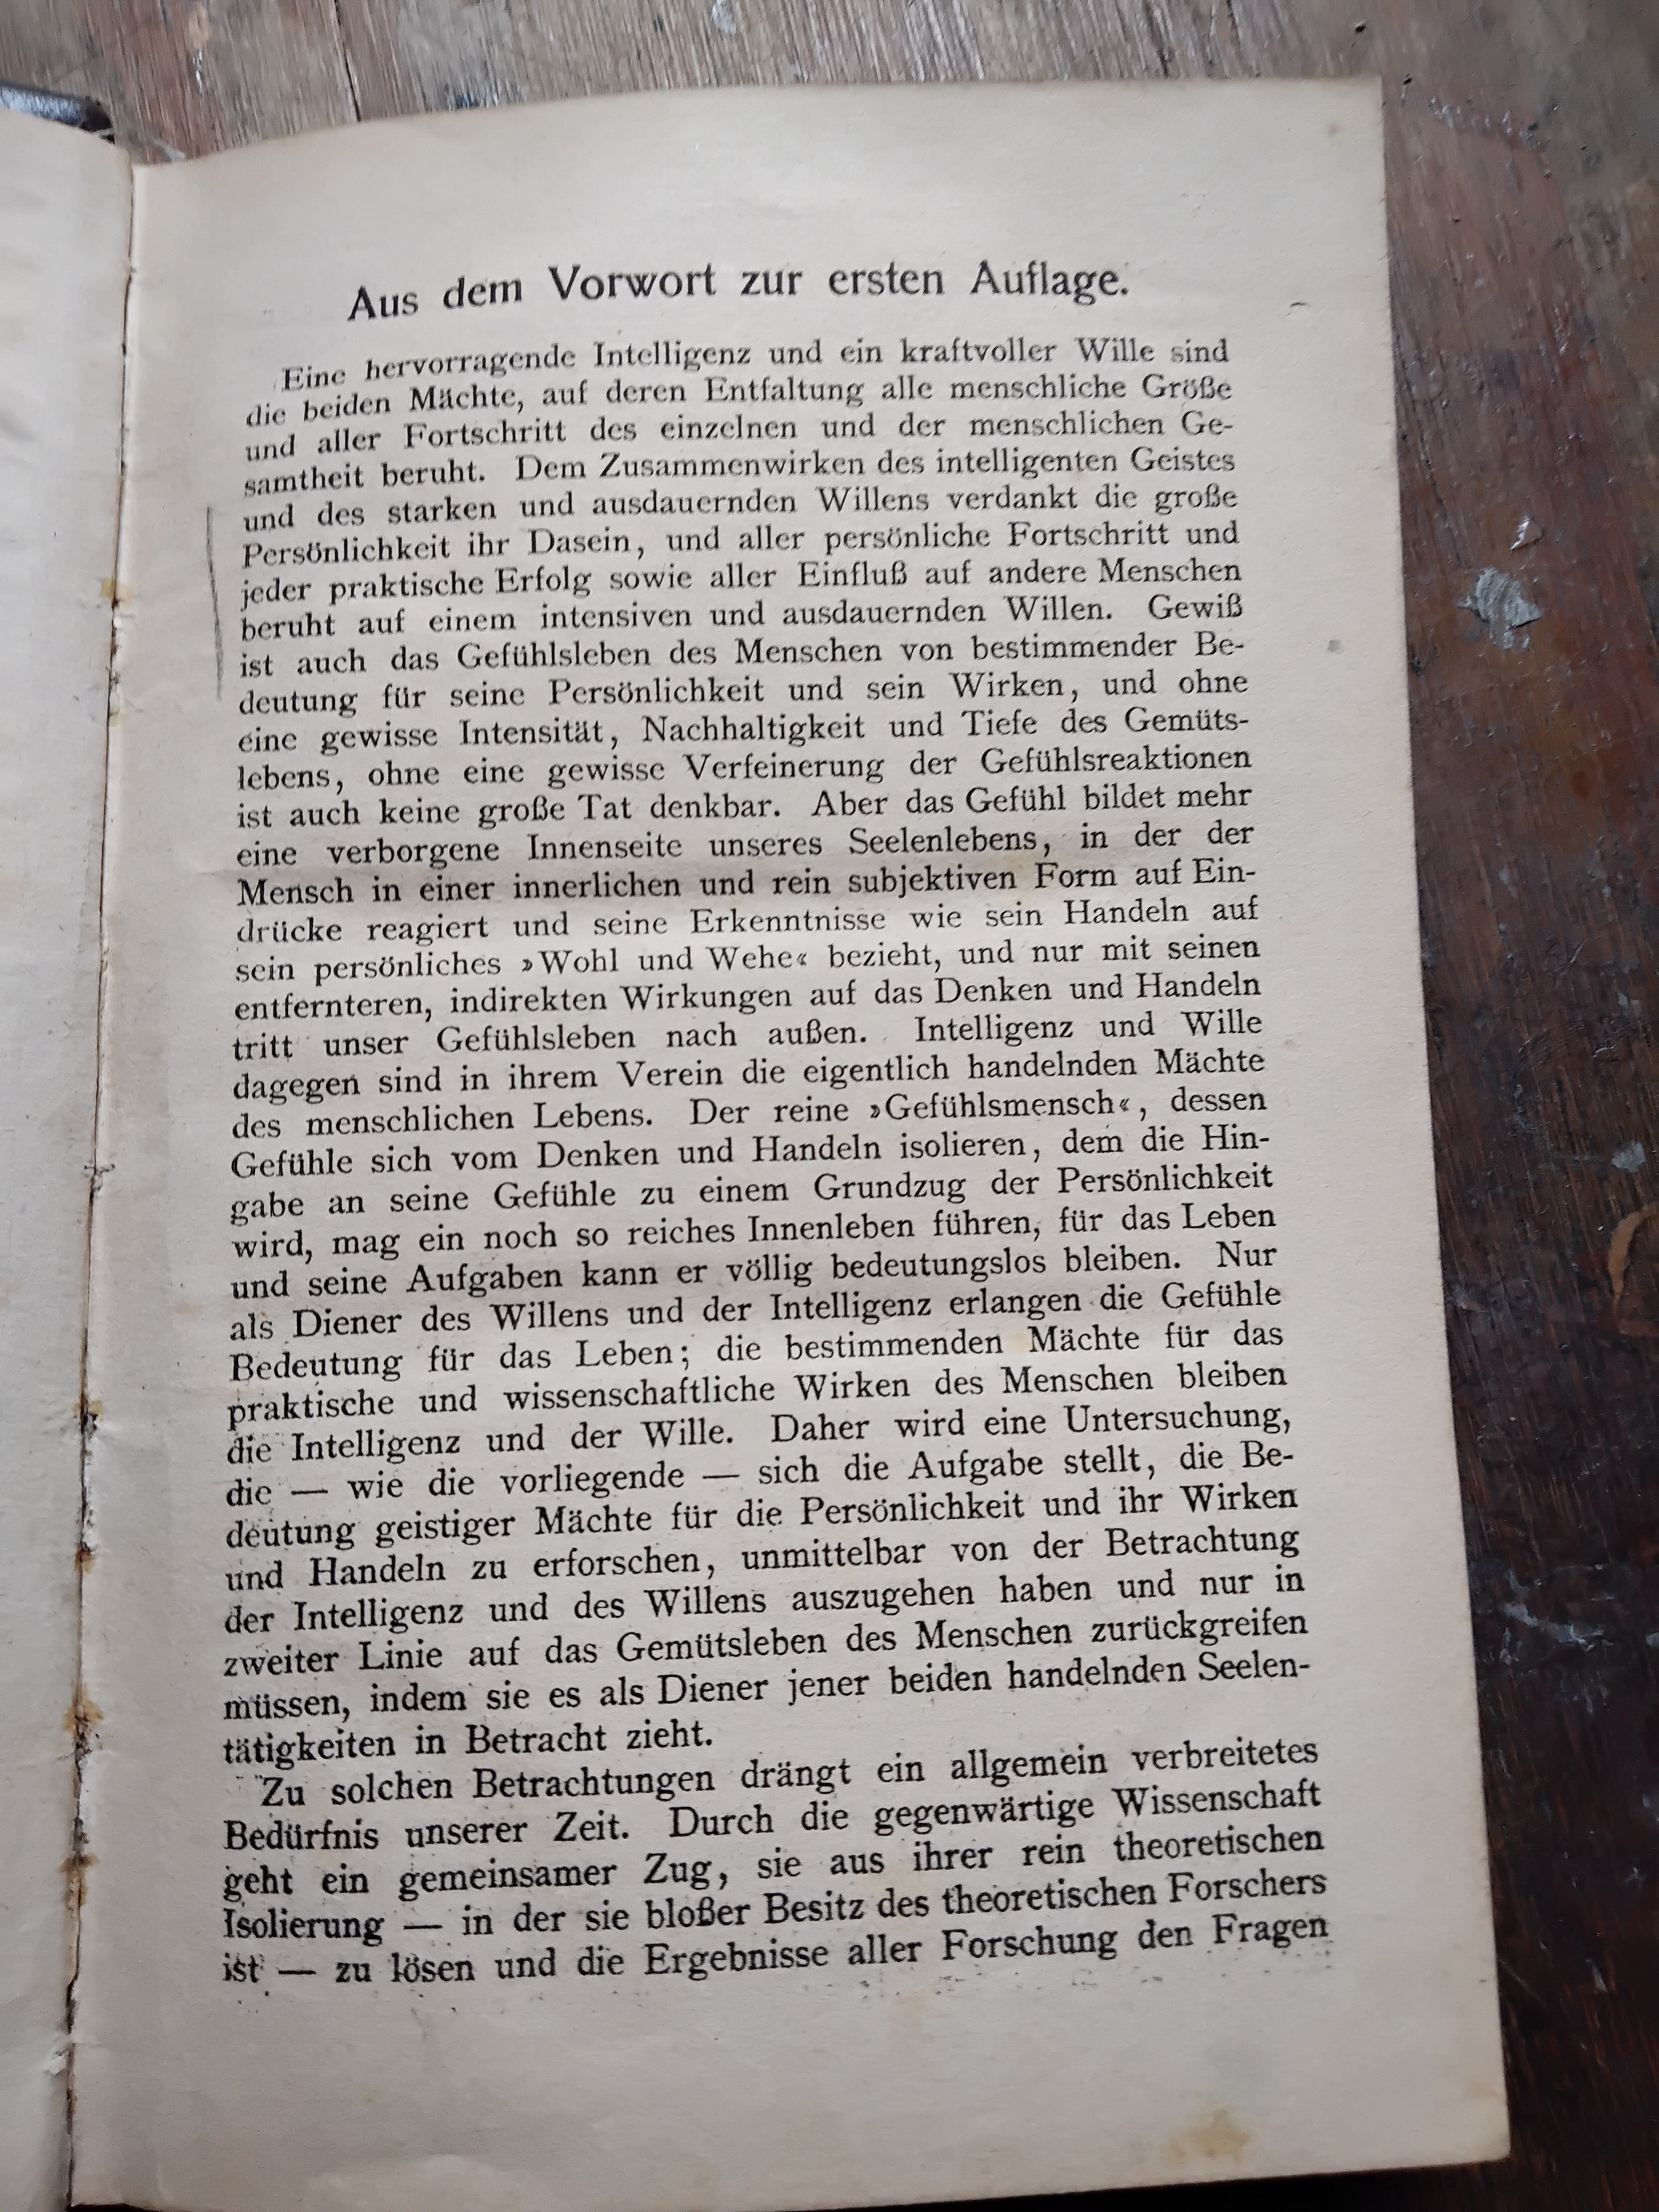 Aus dem Vorwort zur ersten Auflage.
Eine hervorragende Intelligenz und ein kraftvoller Wille sind
die beiden Mächte, auf deren Entfaltung alle menschliche Größe
und aller Fortschritt des einzelnen und der menschlichen Ge-
samtheit beruht. Dem Zusammenwirken des intelligenten Geistes
und des starken und ausdauernden Willens verdankt die große
Persönlichkeit ihr Dasein, und aller persönliche Fortschritt und
jeder praktische Erfolg sowie aller Einfluß auf andere Menschen
beruht auf einem intensiven und ausdauernden Willen. Gewiß
ist auch das Gefühlsleben des Menschen von bestimmender Be-
deutung für seine Persönlichkeit und sein Wirken, und ohne
eine gewisse Intensität, Nachhaltigkeit und Tiefe des Gemüts-
lebens, ohne eine gewisse Verfeinerung der Gefühlsreaktionen
ist auch keine große Tat denkbar. Aber das Gefühl bildet mehr
eine verborgene Innenseite unseres Seelenlebens, in der der
Mensch in einer innerlichen und rein subjektiven Form auf Ein-
drücke reagiert und seine Erkenntnisse wie sein Handeln auf
sein persönliches »Wohl und Wehe« bezieht, und nur mit seinen
entfernteren, indirekten Wirkungen auf das Denken und Handeln
tritt unser Gefühlsleben nach außen. Intelligenz und Wille
dagegen sind in ihrem Verein die eigentlich handelnden Mächte
des menschlichen Lebens. Der reine »Gefühlsmensch«, dessen
Gefühle sich vom Denken und Handeln isolieren, dem die Hin-
gabe an seine Gefühle zu einem Grundzug der Persönlichkeit
wird, mag ein noch so reiches Innenleben führen, für das Leben
und seine Aufgaben kann er völlig bedeutungslos bleiben. Nur
als Diener des Willens und der Intelligenz erlangen die Gefühle
Bedeutung für das Leben; die bestimmenden Mächte für das
praktische und wissenschaftliche Wirken des Menschen bleiben
die Intelligenz und der Wille. Daher wird eine Untersuchung,
die — wie die vorliegende — sich die Aufgabe stellt, die Be-
deutung geistiger Mächte für die Persönlichkeit und ihr Wirken
und Handeln zu erforschen, unmittelbar von der Betrachtung
der Intelligenz und des Willens auszugehen haben und nur in
zweiter Linie auf das Gemütsleben des Menschen zurückgreifen
müssen, indem sie es als Diener jener beiden handelnden Seelen-
tätigkeiten in Betracht zieht.
Zu solchen Betrachtungen drängt ein allgemein verbreitetes
Bedürfnis unserer Zeit. Durch die gegenwärtige Wissenschaft
geht ein gemeinsamer Zug, sie aus ihrer rein theoretischen
Isolierung — in der sie bloßer Besitz des theoretischen Forschers
ist — zu lösen und die Ergebnisse aller Forschung den Fragen